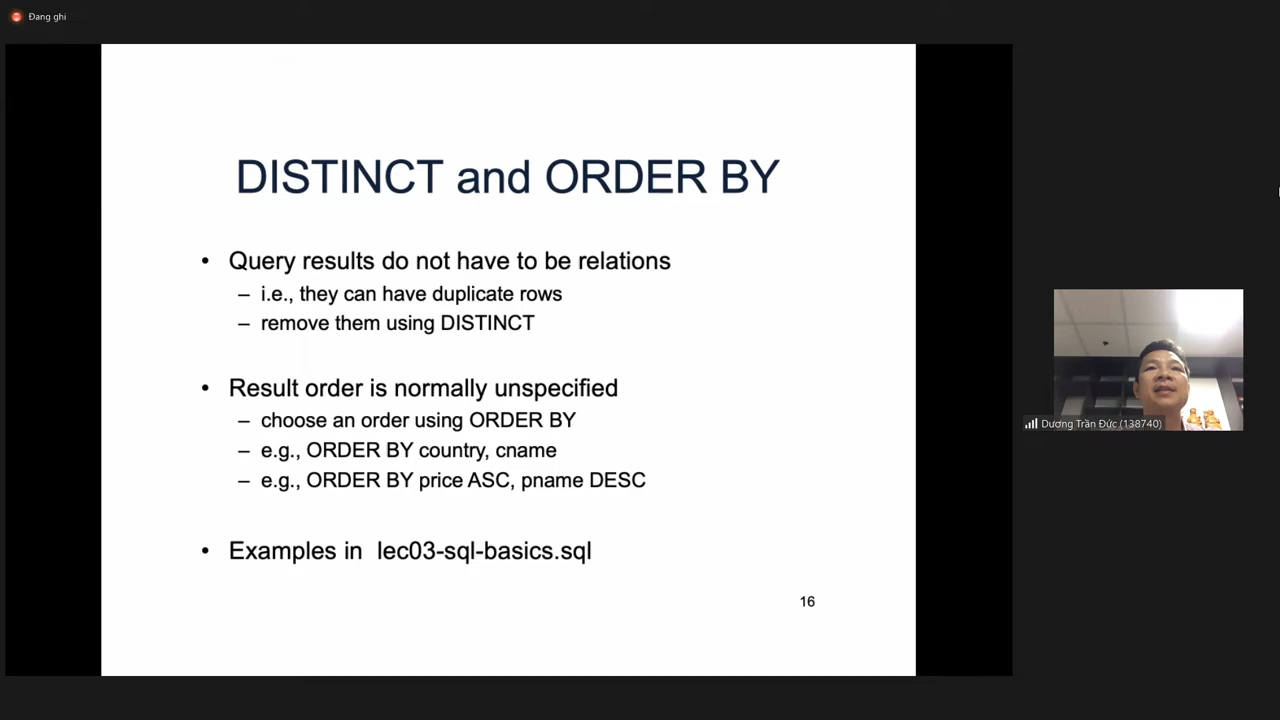 Đang ghi
DISTINCT and ORDER BY
• Query results do not have to be relations
– i.e., they can have duplicate rows
– remove them using DISTINCT
• Result order is normally unspecified
– choose an order using ORDER BY
– e.g., ORDER BY country, cname
– e.g., ORDER BY price ASC, pname DESC
• Examples in lec03-sql-basics.sql
16
Dương Trần Đức (138740)